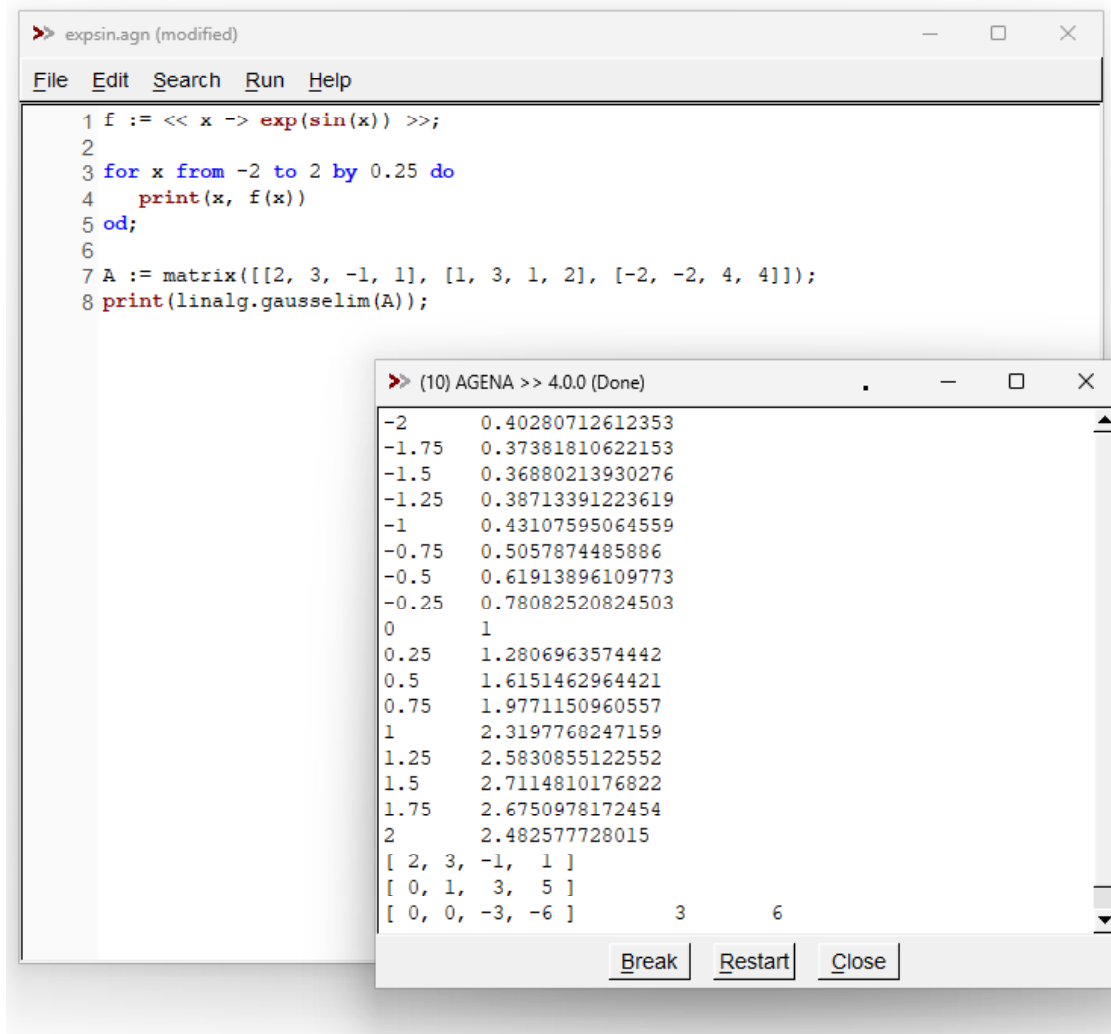 expsin.agn (modified)
File Edit Search Run Help
1 f := << x -> exp(sin(x)) >>;
2
3 for x from -2 to 2 by 0.25 do
4    print(x, f(x))
5 od;
6
7 A := matrix([[2, 3, -1, 1], [1, 3, 1, 2], [-2, -2, 4, 4]]);
8 print(linalg.gausselim(A));
(10) AGENA >> 4.0.0 (Done)
-2 0.40280712612353
-1.75 0.37381810622153
-1.5 0.36880213930276
-1.25 0.38713391223619
-1 0.43107595064559
-0.75 0.5057874485886
-0.5 0.61913896109773
-0.25 0.78082520824503
0 1
0.25 1.2806963574442
0.5 1.6151462964421
0.75 1.9771150960557
1 2.3197768247159
1.25 2.5830855122552
1.5 2.7114810176822
1.75 2.6750978172454
2 2.482577728015
[ 2, 3, -1,  1 ]
[ 0, 1,  3,  5 ]
[ 0, 0, -3, -6 ] 3 6
Break Restart Close